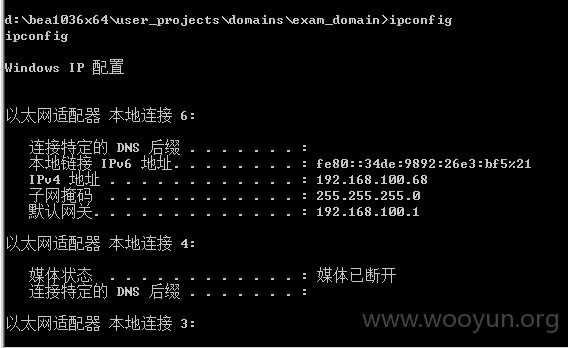 d:\bea1036x64\user_projects\domains\exam_domain>ipconfig
ipconfig
Windows IP 配置
以太网适配器 本地连接 6:
连接特定的 DNS 后缀 . . . . . . . :
本地链接 IPv6 地址. . . . . . . . : fe80::34de:9892:26e3:bf5%21
IPv4 地址 . . . . . . . . . . . . : 192.168.100.68
子网掩码 . . . . . . . . . . . . : 255.255.255.0
默认网关. . . . . . . . . . . . . : 192.168.100.1
以太网适配器 本地连接 4:
媒体状态 . . . . . . . . . . . . : 媒体已断开
连接特定的 DNS 后缀 . . . . . . . :
以太网适配器 本地连接 3:
www.wooyun.org